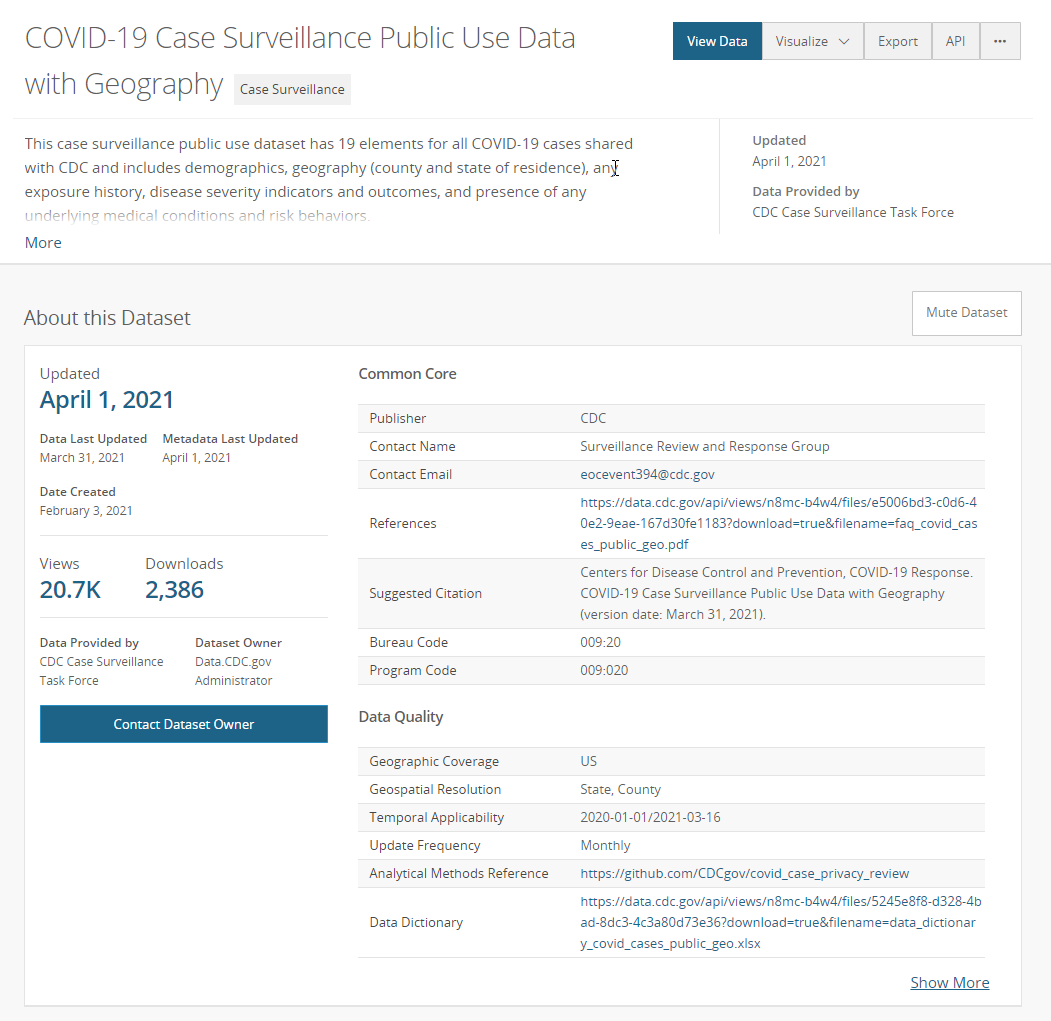 COVID-19 Case Surveillance Public Use Data
with Geography Case Surveillance
View Data Visualize Export API ···
This case surveillance public use dataset has 19 elements for all COVID-19 cases shared
with CDC and includes demographics, geography (county and state of residence), any
exposure history, disease severity indicators and outcomes, and presence of any
underlying medical conditions and risk behaviors.
More
Updated
April 1, 2021
Data Provided by
CDC Case Surveillance Task Force
About this Dataset
Mute Dataset
Updated
April 1, 2021
Data Last Updated Metadata Last Updated
March 31, 2021 April 1, 2021
Date Created
February 3, 2021
Views Downloads
20.7K 2,386
Data Provided by Dataset Owner
CDC Case Surveillance Data.CDC.gov
Task Force Administrator
Contact Dataset Owner
Common Core
Publisher CDC
Contact Name Surveillance Review and Response Group
Contact Email eocevent394@cdc.gov
References https://data.cdc.gov/api/views/n8mc-b4w4/files/e5006bd3-c0d6-4
0e2-9eae-167d30fe1183?download=true&filename=faq_covid_cas
es_public_geo.pdf
Suggested Citation Centers for Disease Control and Prevention, COVID-19 Response.
COVID-19 Case Surveillance Public Use Data with Geography
(version date: March 31, 2021).
Bureau Code 009:20
Program Code 009:020
Data Quality
Geographic Coverage US
Geospatial Resolution State, County
Temporal Applicability 2020-01-01/2021-03-16
Update Frequency Monthly
Analytical Methods Reference https://github.com/CDCgov/covid_case_privacy_review
Data Dictionary https://data.cdc.gov/api/views/n8mc-b4w4/files/5245e8f8-d328-4b
ad-8dc3-4c3a80d73e36?download=true&filename=data_dictionar
y_covid_cases_public_geo.xlsx
Show More